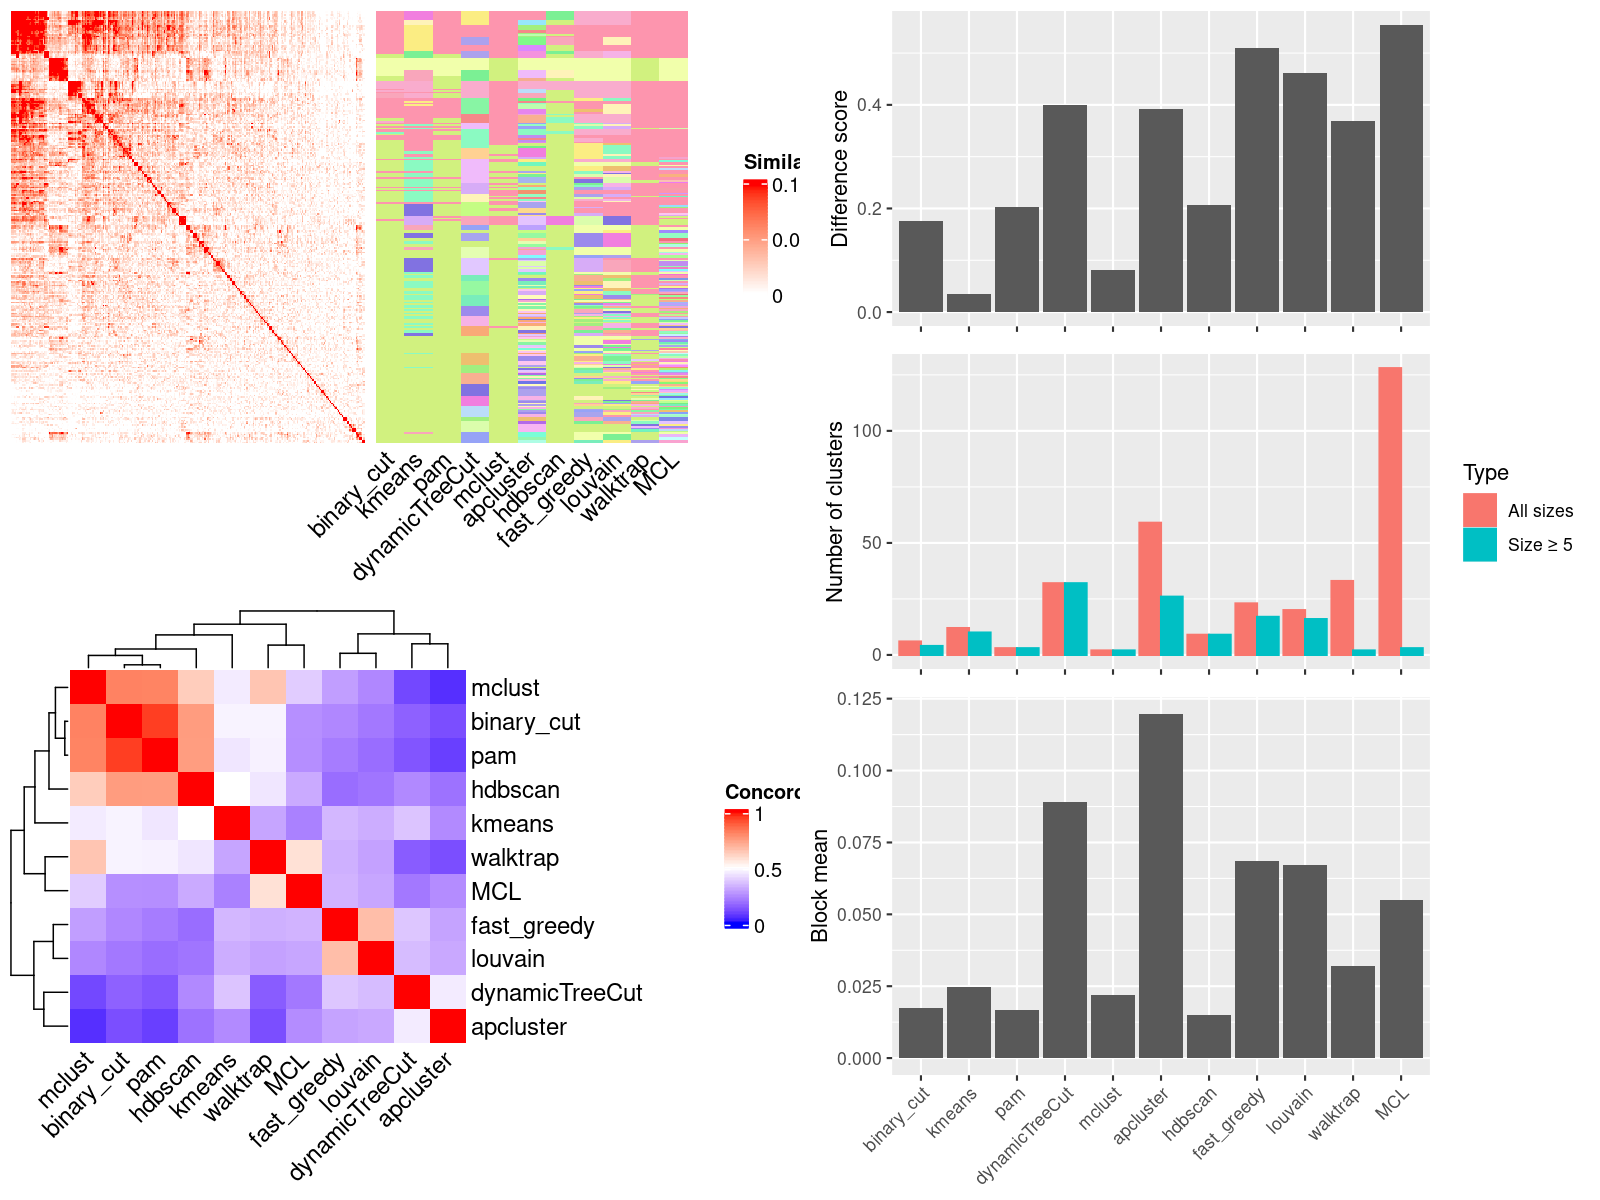 Simila
0.1
0.0
0
binary_cut
kmeans
pam
dynamicTreeCut
mclust
apcluster
hdbscan
fast_greedy
louvain
walktrap
MCL
mclust
binary_cut
pam
hdbscan
kmeans
walktrap
MCL
fast_greedy
louvain
dynamicTreeCut
apcluster
Concord
1
0.5
0
mclust
binary_cut
pam
hdbscan
kmeans
walktrap
MCL
fast_greedy
louvain
dynamicTreeCut
apcluster
Difference score
0.4
0.2
0.0
Number of clusters
100
50
0
Type
All sizes
Size ≥ 5
Block mean
0.125
0.100
0.075
0.050
0.025
0.000
binary_cut
kmeans
pam
dynamicTreeCut
mclust
apcluster
hdbscan
fast_greedy
louvain
walktrap
MCL